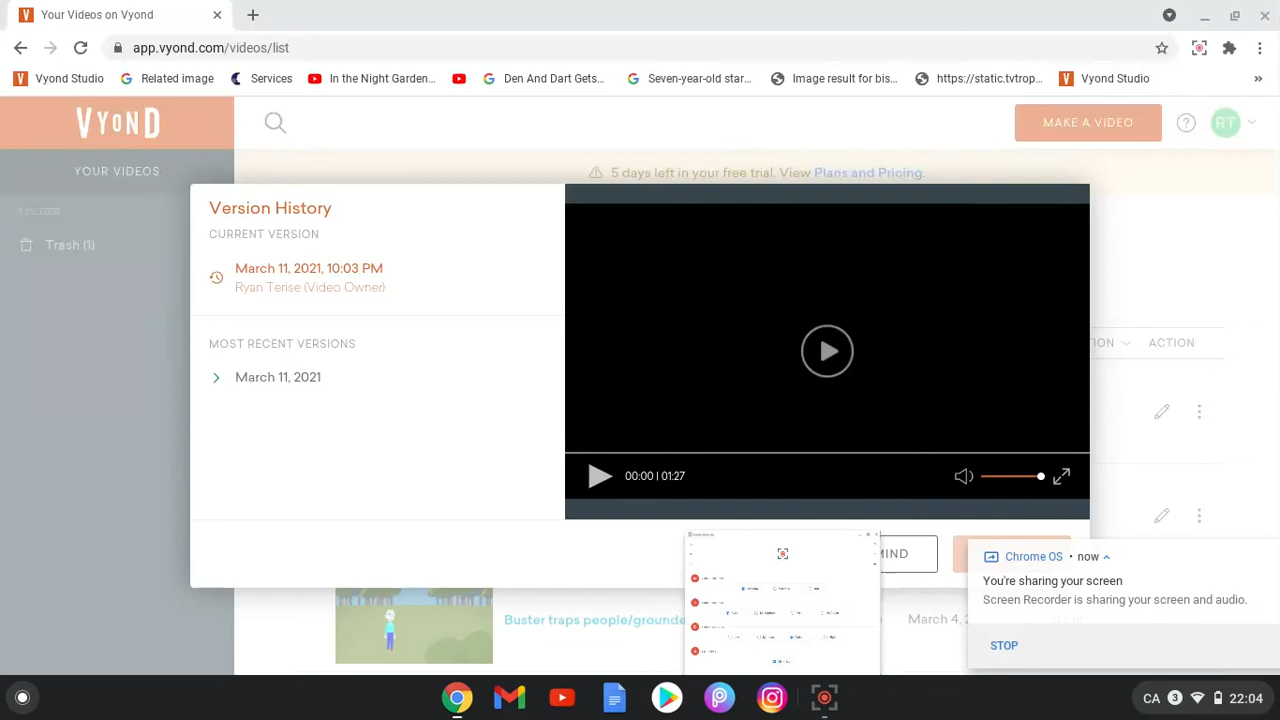 Your Videos on Vyond
app.vyond.com/videos/list
Vyond Studio
Related image
Services
In the Night Garden...
Den And Dart Gets...
Seven-year-old star...
Image result for bis...
https://static.tvtrop...
Vyond Studio
»
VYOND
MAKE A VIDEO
?
RT
YOUR VIDEOS
5 days left in your free trial. View Plans and Pricing.
Version History
FOLDER
CURRENT VERSION
Trash (1)
March 11, 2021, 10:03 PM
Ryan Terise (Video Owner)
MOST RECENT VERSIONS
TION
ACTION
March 11, 2021
00:00 | 01:27
MIND
Chrome OS • now
You're sharing your screen
Screen Recorder is sharing your screen and audio.
Buster traps people/grounde
March 4, 2
STOP
CA
3
22:04